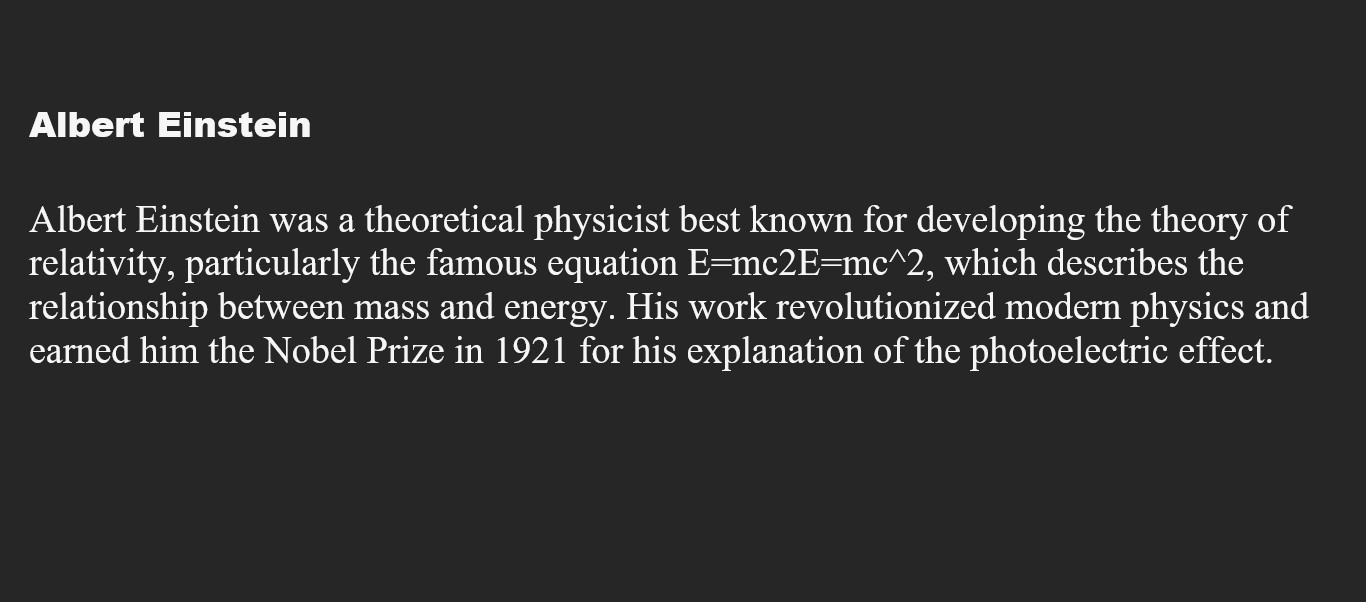 Albert Einstein
Albert Einstein was a theoretical physicist best known for developing the theory of
relativity, particularly the famous equation E=mc2E=mc^2, which describes the
relationship between mass and energy. His work revolutionized modern physics and
earned him the Nobel Prize in 1921 for his explanation of the photoelectric effect.